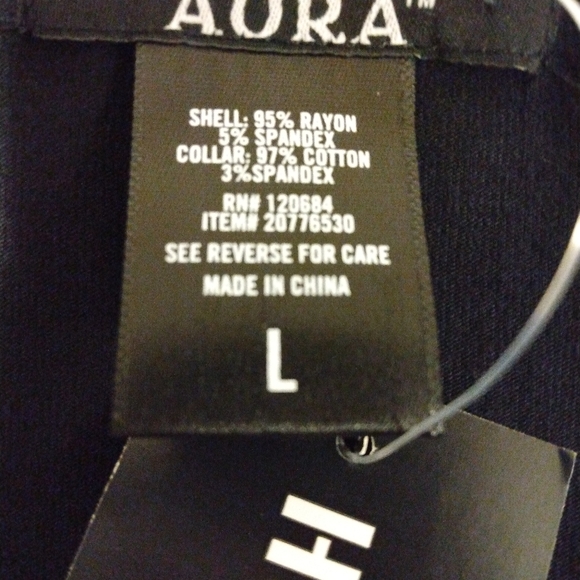 AURA™
SHELL: 95% RAYON
5% SPANDEX
COLLAR: 97% COTTON
3%SPANDEX
RN# 120684
ITEM# 20776530
SEE REVERSE FOR CARE
MADE IN CHINA
L
H